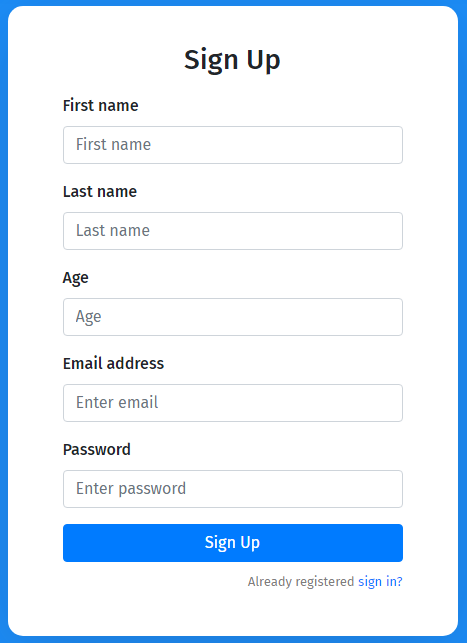 Sign Up
First name
First name
Last name
Last name
Age
Age
Email address
Enter email
Password
Enter password
Sign Up
Already registered sign in?